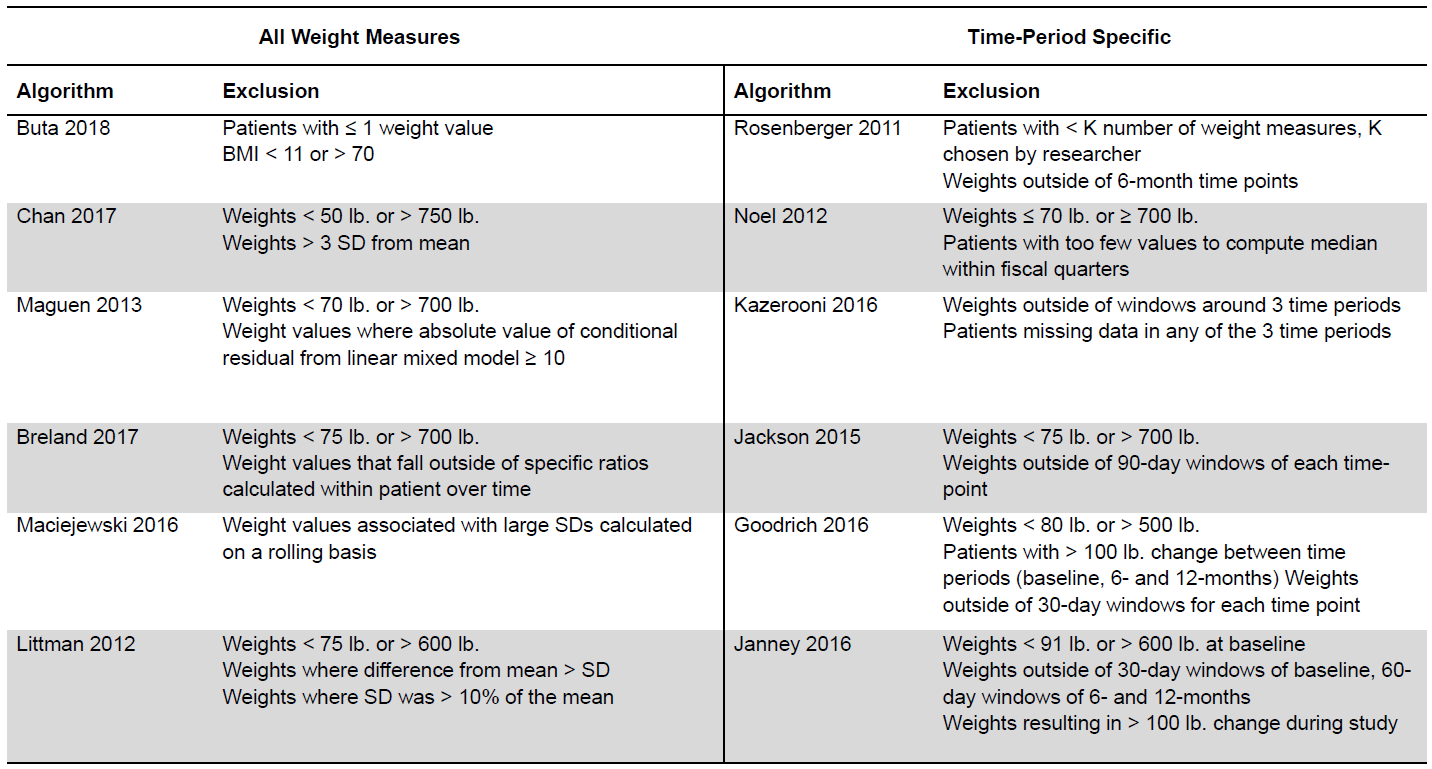 All Weight Measures
Time-Period Specific
Algorithm
Exclusion
Algorithm
Exclusion
Buta 2018
Patients with ≤ 1 weight value
BMI < 11 or > 70
Rosenberger 2011
Patients with < K number of weight measures, K
chosen by researcher
Weights outside of 6-month time points
Chan 2017
Weights < 50 lb. or > 750 lb.
Weights > 3 SD from mean
Noel 2012
Weights ≤ 70 lb. or ≥ 700 lb.
Patients with too few values to compute median
within fiscal quarters
Maguen 2013
Weights < 70 lb. or > 700 lb.
Weight values where absolute value of conditional
residual from linear mixed model ≥ 10
Kazerooni 2016
Weights outside of windows around 3 time periods
Patients missing data in any of the 3 time periods
Breland 2017
Weights < 75 lb. or > 700 lb.
Weight values that fall outside of specific ratios
calculated within patient over time
Jackson 2015
Weights < 75 lb. or > 700 lb.
Weights outside of 90-day windows of each time-
point
Maciejewski 2016
Weight values associated with large SDs calculated
on a rolling basis
Goodrich 2016
Weights < 80 lb. or > 500 lb.
Patients with > 100 lb. change between time
periods (baseline, 6- and 12-months) Weights
outside of 30-day windows for each time point
Littman 2012
Weights < 75 lb. or > 600 lb.
Weights where difference from mean > SD
Weights where SD was > 10% of the mean
Janney 2016
Weights < 91 lb. or > 600 lb. at baseline
Weights outside of 30-day windows of baseline, 60-
day windows of 6- and 12-months
Weights resulting in > 100 lb. change during study